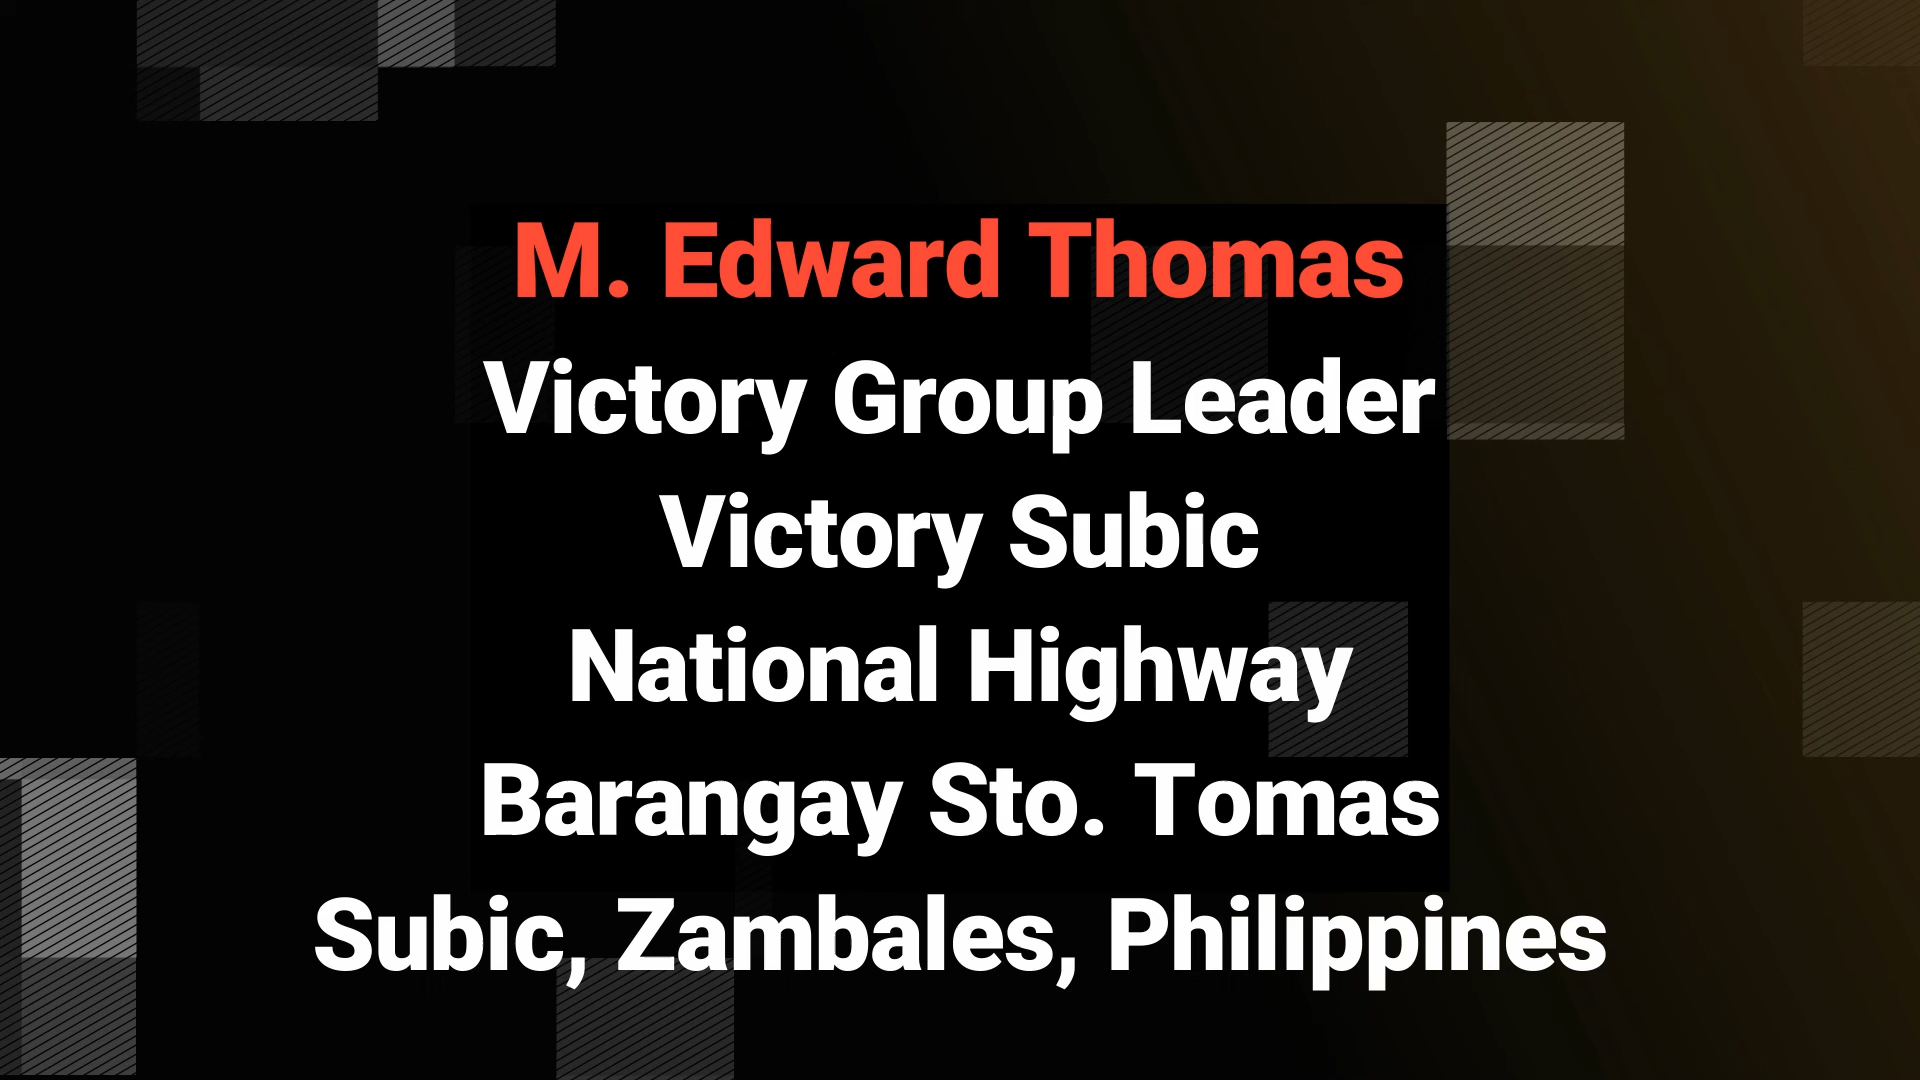 M. Edward Thomas
Victory Group Leader
Victory Subic
National Highway
Barangay Sto. Tomas
Subic, Zambales, Philippines